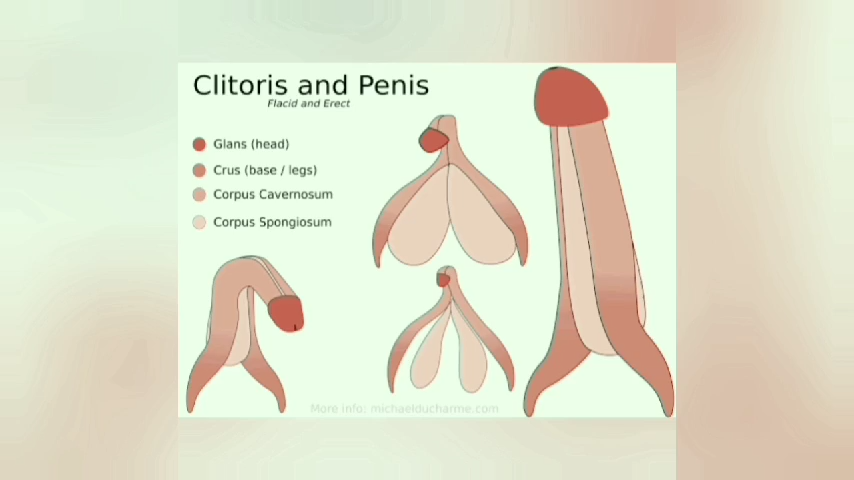 Clitoris and Penis
Flacid and Erect
Glans (head)
Crus (base / legs)
Corpus Cavernosum
Corpus Spongiosum
More info: michaelducharme.com